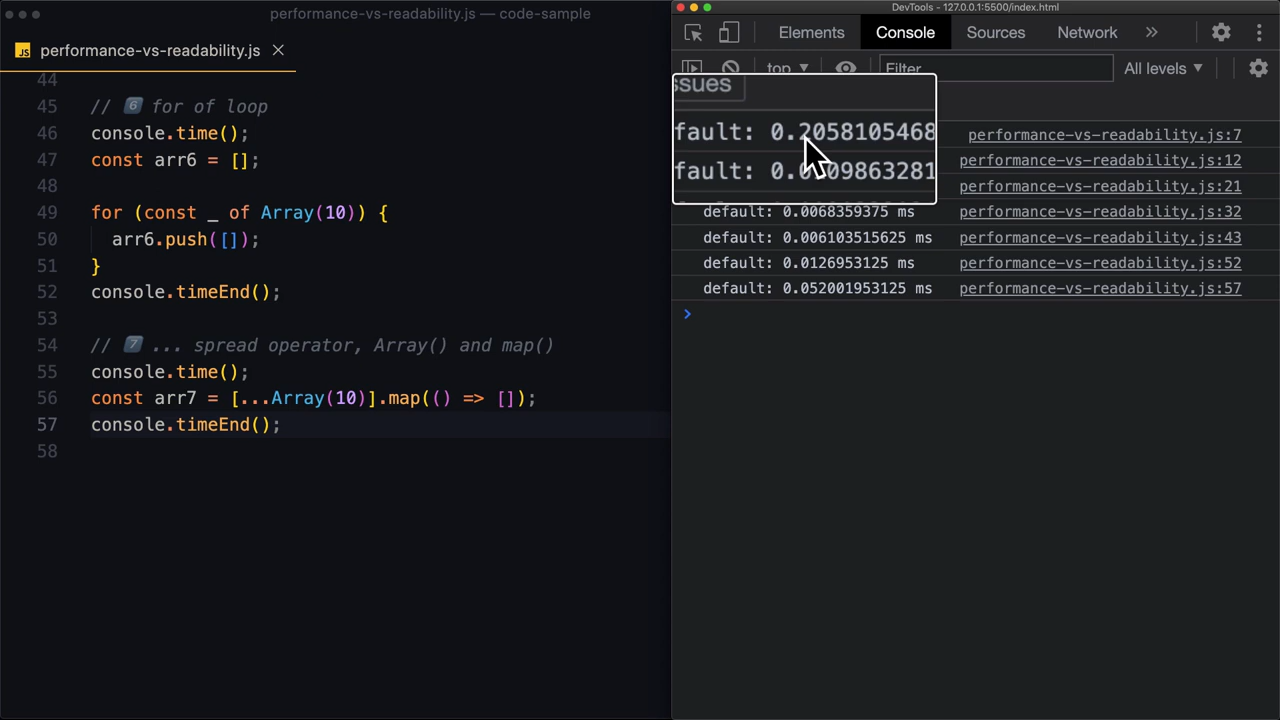 performance-vs-readability.js — code-sample
JS performance-vs-readability.js
44
45 // 6 for of loop
46 console.time();
47 const arr6 = [];
48
49 for (const _ of Array(10)) {
50 arr6.push([]);
51 }
52 console.timeEnd();
53
54 // 7 ... spread operator, Array() and map()
55 console.time();
56 const arr7 = [...Array(10)].map(() => []);
57 console.timeEnd();
58
DevTools - 127.0.0.1:5500/index.html
Elements Console Sources Network »
top ▼ Filter All levels ▼
ssues
fault: 0.2058105468 performance-vs-readability.js:7
performance-vs-readability.js:12
fault: performance-vs-readability.js:21
default: 0.0068359375 ms performance-vs-readability.js:32
default: 0.006103515625 ms performance-vs-readability.js:43
default: 0.0126953125 ms performance-vs-readability.js:52
default: 0.052001953125 ms performance-vs-readability.js:57
>